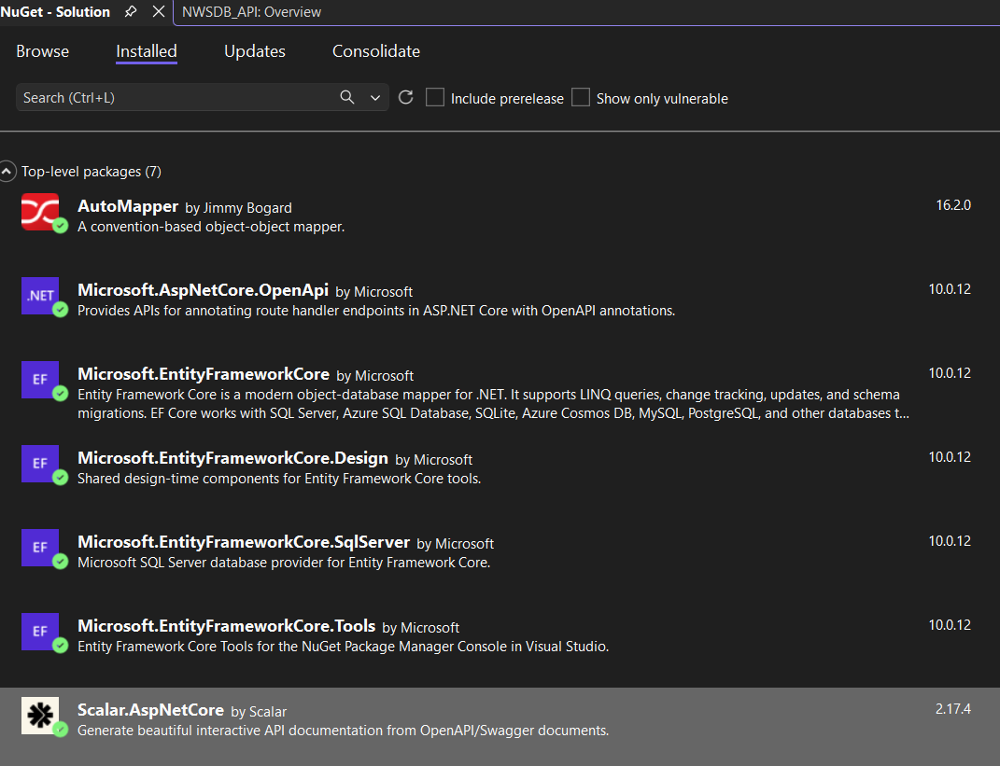 NuGet - Solution
NWSDB_API: Overview
Browse
Installed
Updates
Consolidate
Search (Ctrl+L)
Include prerelease
Show only vulnerable
Top-level packages (7)
AutoMapper by Jimmy Bogard
16.2.0
A convention-based object-object mapper.
.NET
Microsoft.AspNetCore.OpenApi by Microsoft
10.0.12
Provides APIs for annotating route handler endpoints in ASP.NET Core with OpenAPI annotations.
EF
Microsoft.EntityFrameworkCore by Microsoft
10.0.12
Entity Framework Core is a modern object-database mapper for .NET. It supports LINQ queries, change tracking, updates, and schema
migrations. EF Core works with SQL Server, Azure SQL Database, SQLite, Azure Cosmos DB, MySQL, PostgreSQL, and other databases t...
EF
Microsoft.EntityFrameworkCore.Design by Microsoft
10.0.12
Shared design-time components for Entity Framework Core tools.
EF
Microsoft.EntityFrameworkCore.SqlServer by Microsoft
10.0.12
Microsoft SQL Server database provider for Entity Framework Core.
EF
Microsoft.EntityFrameworkCore.Tools by Microsoft
10.0.12
Entity Framework Core Tools for the NuGet Package Manager Console in Visual Studio.
Scalar.AspNetCore by Scalar
2.17.4
Generate beautiful interactive API documentation from OpenAPI/Swagger documents.